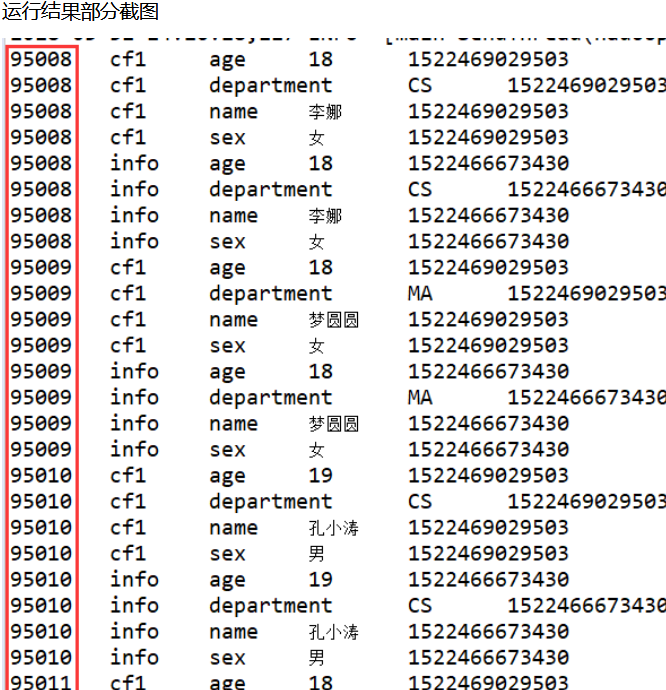 运行结果部分截图
95008 cf1 age 18 1522469029503
95008 cf1 department CS 1522469029503
95008 cf1 name 李娜 1522469029503
95008 cf1 sex 女 1522469029503
95008 info age 18 1522466673430
95008 info department CS 1522466673430
95008 info name 李娜 1522466673430
95008 info sex 女 1522466673430
95009 cf1 age 18 1522469029503
95009 cf1 department MA 1522469029503
95009 cf1 name 梦圆圆 1522469029503
95009 cf1 sex 女 1522469029503
95009 info age 18 1522466673430
95009 info department MA 1522466673430
95009 info name 梦圆圆 1522466673430
95009 info sex 女 1522466673430
95010 cf1 age 19 1522469029503
95010 cf1 department CS 1522469029503
95010 cf1 name 孔小涛 1522469029503
95010 cf1 sex 男 1522469029503
95010 info age 19 1522466673430
95010 info department CS 1522466673430
95010 info name 孔小涛 1522466673430
95010 info sex 男 1522466673430
95011 cf1 age 18 1522469029503